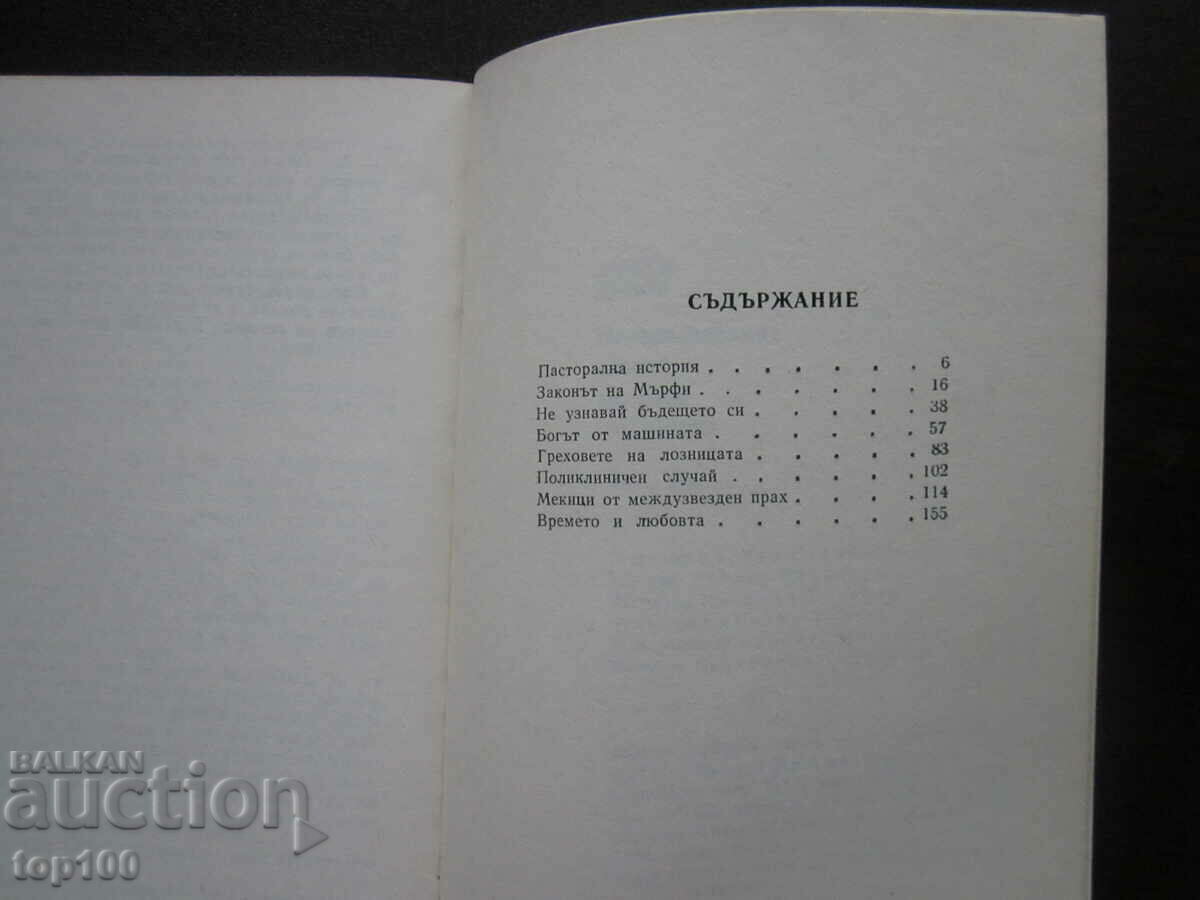 СЪДЪРЖАНИЕ
Пасторална история . . . . . . . 6
Законът на Мърфи . . . . . . . 16
Не узнавай бъдещето си . . . . . 38
Богът от машината . . . . . . 57
Греховете на лозницата . . . . . 83
Поликлиничен случай . . . . . . 102
Мекици от междузвезден прах . . . . . 114
Времето и любовта . . . . . . 155
BALKAN
auction
top100